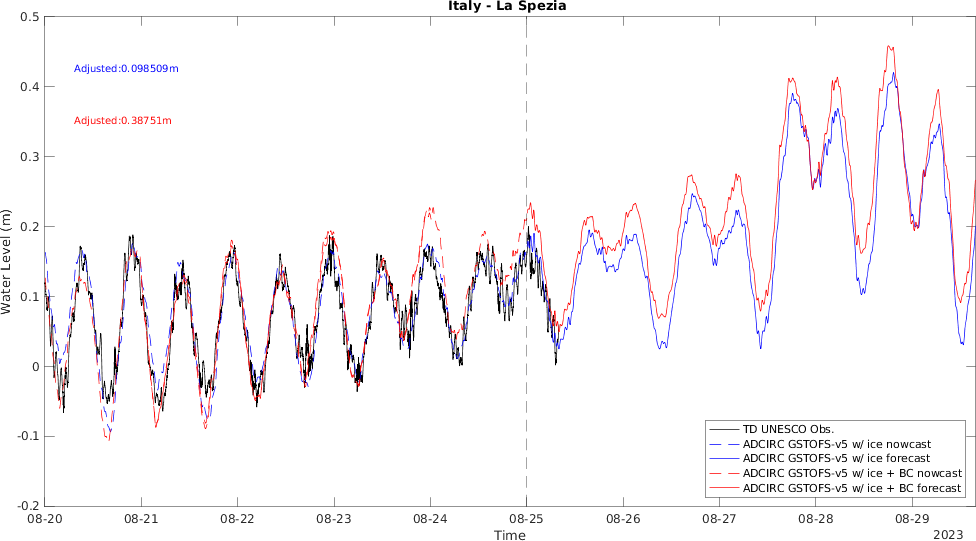 Italy - La Spezia
0.5
Adjusted:0.098509m
0.4
Adjusted:0.38751m
0.3
0.2
Water Level (m)
0.1
0
-0.1
-0.2
TD UNESCO Obs.
ADCIRC GSTOFS-v5 w/ ice nowcast
ADCIRC GSTOFS-v5 w/ ice forecast
ADCIRC GSTOFS-v5 w/ ice + BC nowcast
ADCIRC GSTOFS-v5 w/ ice + BC forecast
08-20 08-21 08-22 08-23 08-24 08-25 08-26 08-27 08-28 08-29
Time
2023